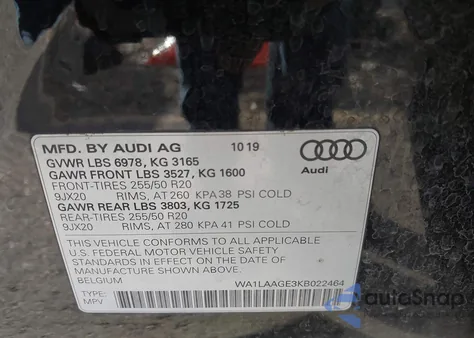 MFD. BY AUDI AG 10 19
GVWR LBS 6978, KG 3165
GAWR FRONT LBS 3527, KG 1600
FRONT-TIRES 255/50 R20
9JX20 RIMS, AT 260 KPA 38 PSI COLD
GAWR REAR LBS 3803, KG 1725
REAR-TIRES 255/50 R20
9JX20 RIMS, AT 280 KPA 41 PSI COLD
Audi
THIS VEHICLE CONFORMS TO ALL APPLICABLE
U.S. FEDERAL MOTOR VEHICLE SAFETY
STANDARDS IN EFFECT ON THE DATE OF
MANUFACTURE SHOWN ABOVE.
BELGIUM WA1LAAGE3KB022464
TYPE:
MPV
autoSnap